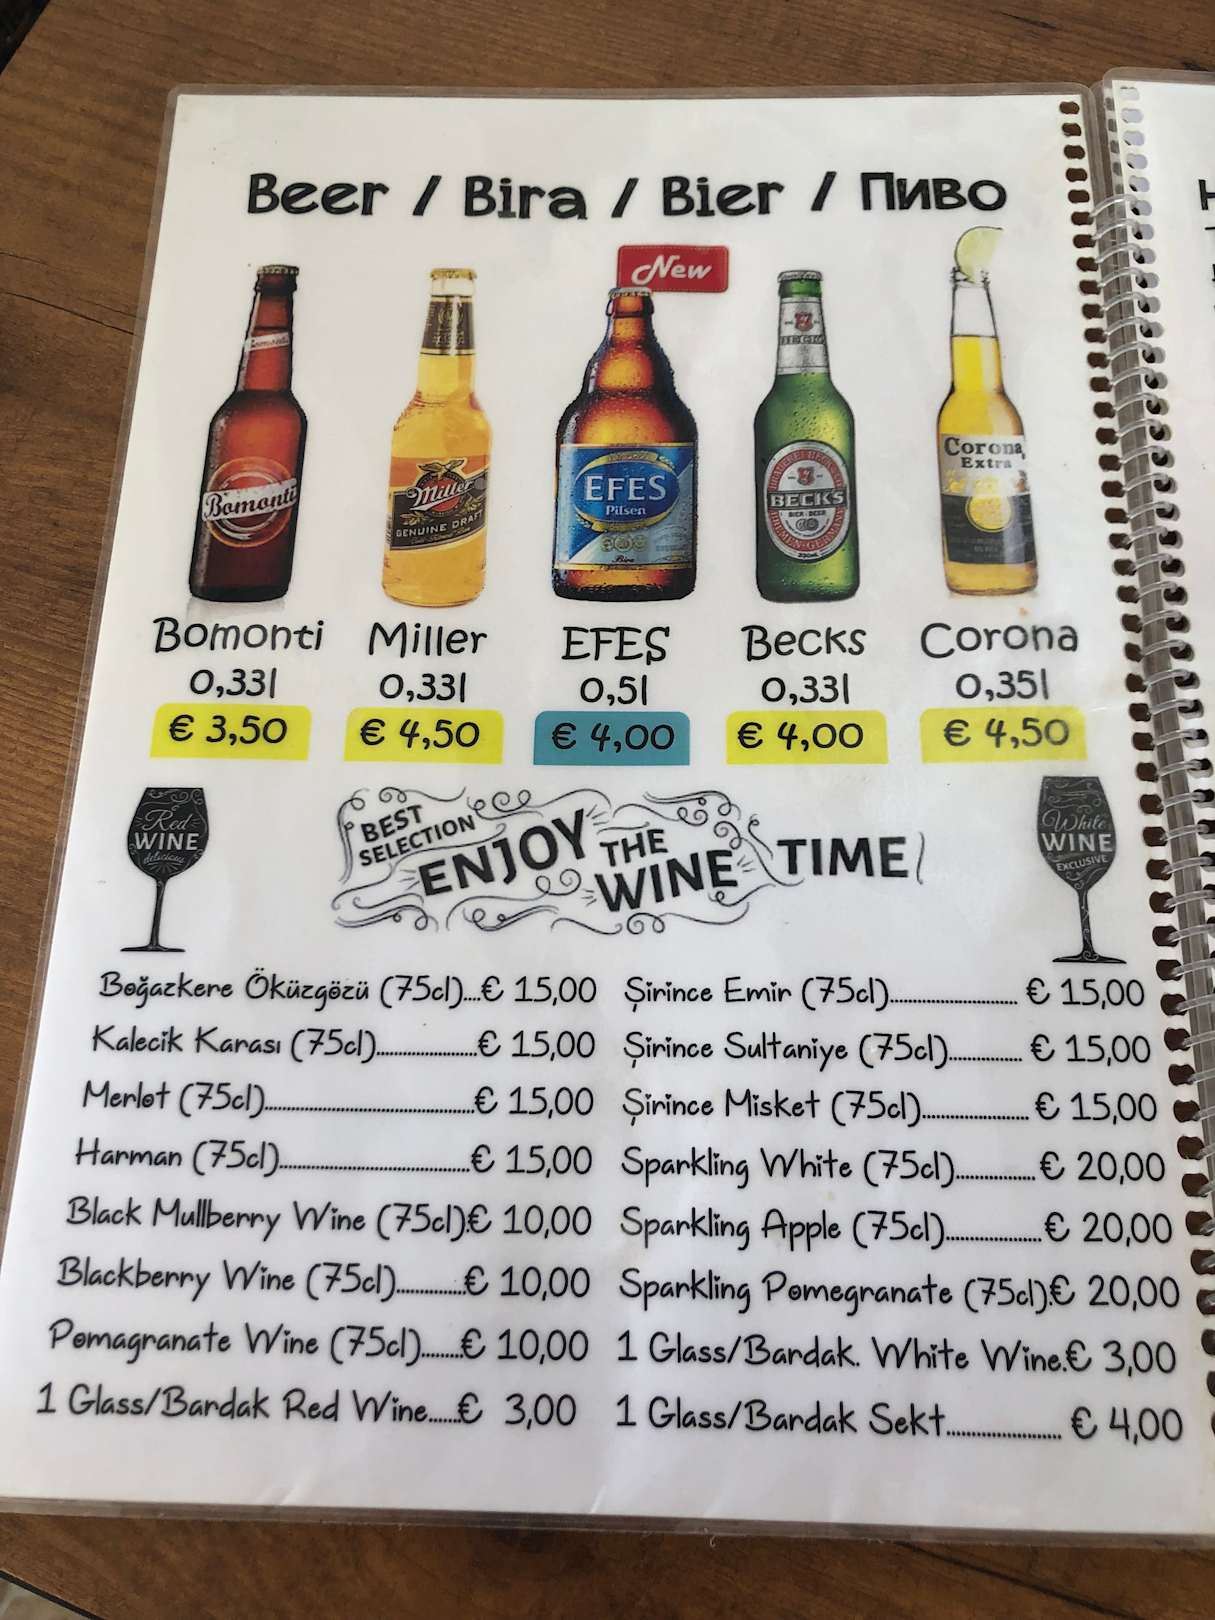 Beer / Bira / Bier / Пиво
New
Bomonti
Bomonti
Miller
GENUINE DRAFT
EFES
Pilsen
Bira
BECK'S
BIER · BEER
Corona
Extra
Bomonti
0,33l
€ 3,50
Miller
0,33l
€ 4,50
EFES
0,5l
€ 4,00
Becks
0,33l
€ 4,00
Corona
0,35l
€ 4,50
Red
WINE
delicious
BEST
SELECTION
ENJOY
THE
WINE
TIME
White
WINE
EXCLUSIVE
Boğazkere Öküzgözü (75cl)....€ 15,00
Kalecik Karası (75cl)........................€ 15,00
Merlot (75cl)..................................................€ 15,00
Harman (75cl).............................................€ 15,00
Black Mullberry Wine (75cl).€ 10,00
Blackberry Wine (75cl)...............€ 10,00
Pomagranate Wine (75cl)........€ 10,00
1 Glass/Bardak Red Wine......€ 3,00
Şirince Emir (75cl)............................. € 15,00
Şirince Sultaniye (75cl)................ € 15,00
Şirince Misket (75cl)....................... € 15,00
Sparkling White (75cl)................. € 20,00
Sparkling Apple (75cl).....................€ 20,00
Sparkling Pomegranate (75cl).€ 20,00
1 Glass/Bardak. White Wine.€ 3,00
1 Glass/Bardak Sekt......................... € 4,00